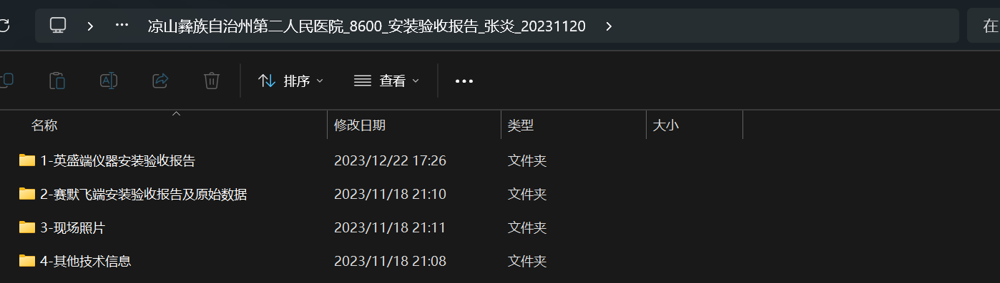 凉山彝族自治州第二人民医院_8600_安装验收报告_张炎_20231120
在
排序
查看
名称 修改日期 类型 大小
1-英盛端仪器安装验收报告 2023/12/22 17:26 文件夹
2-赛默飞端安装验收报告及原始数据 2023/11/18 21:10 文件夹
3-现场照片 2023/11/18 21:11 文件夹
4-其他技术信息 2023/11/18 21:08 文件夹